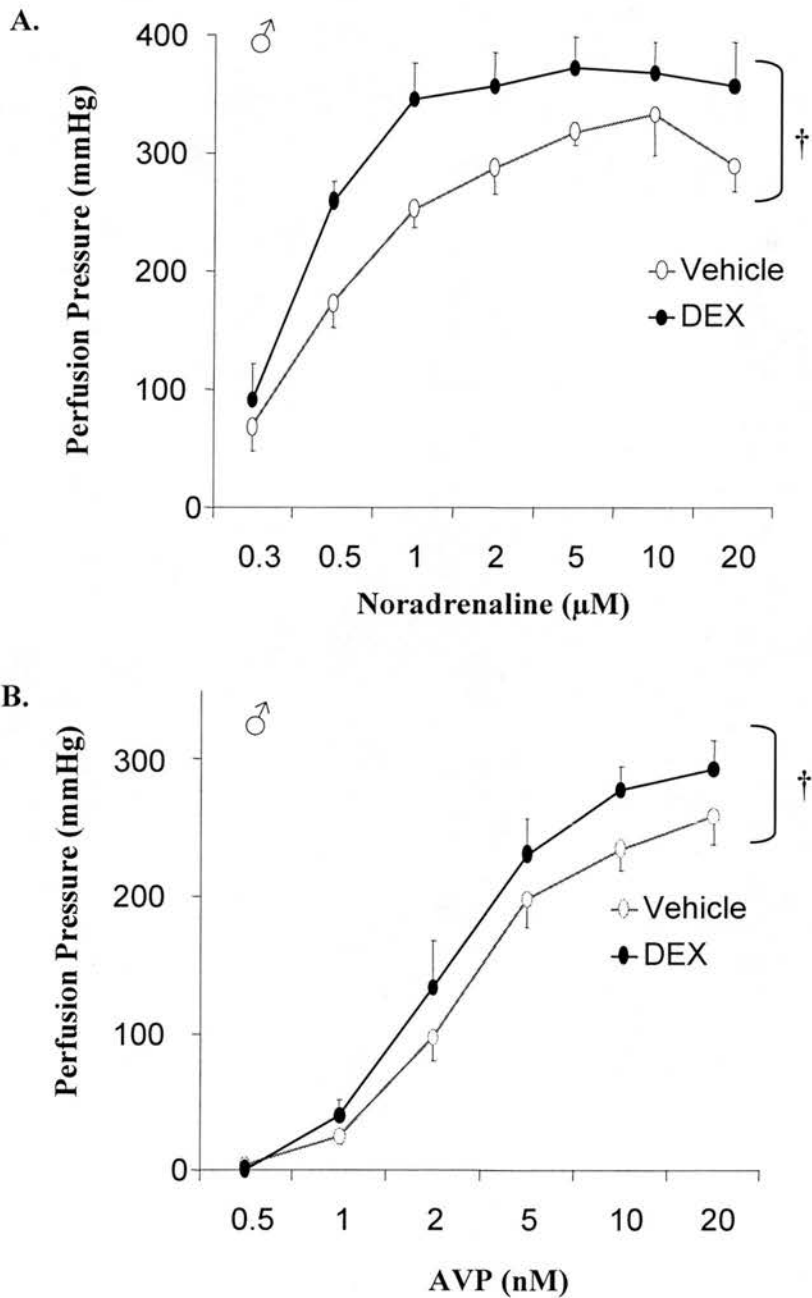 A.
♂
Perfusion Pressure (mmHg)
400
300
200
100
0
†
Vehicle
DEX
0.3 0.5 1 2 5 10 20
Noradrenaline (μM)
B.
♂
Perfusion Pressure (mmHg)
300
200
100
0
†
Vehicle
DEX
0.5 1 2 5 10 20
AVP (nM)